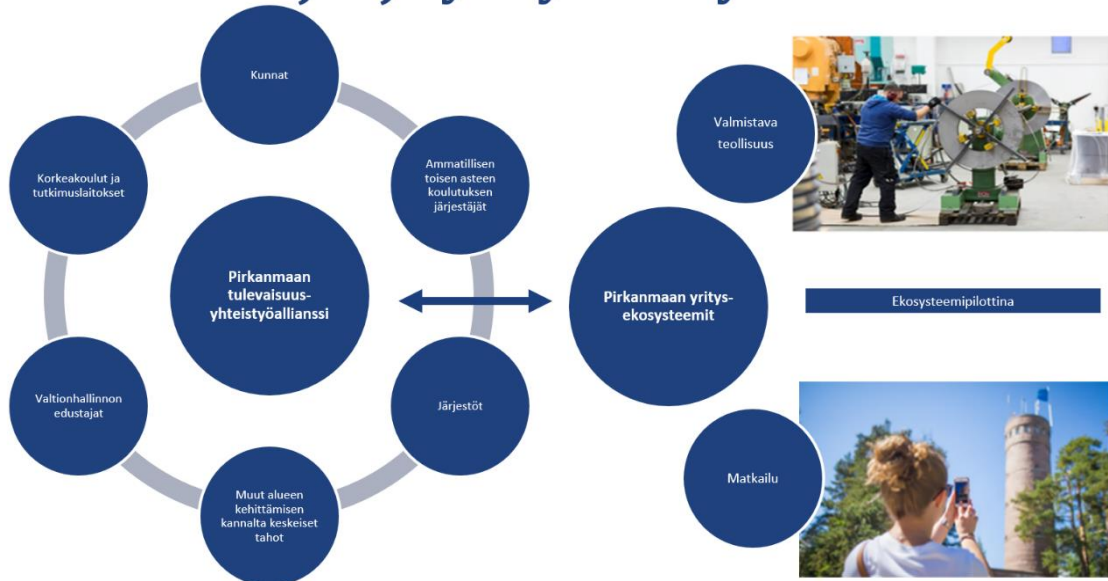 Kunnat
Ammatillisen
toisen asteen
koulutuksen
järjestäjät
Järjestöt
Muut alueen
kehittämisen
kannalta keskeiset
tahot
Valtionhallinnon
edustajat
Korkeakoulut ja
tutkimuslaitokset
Pirkanmaan
tulevaisuus-
yhteistyöallianssi
Pirkanmaan yritys-
ekosysteemit
Valmistava
teollisuus
Ekosysteemipilottina
Matkailu